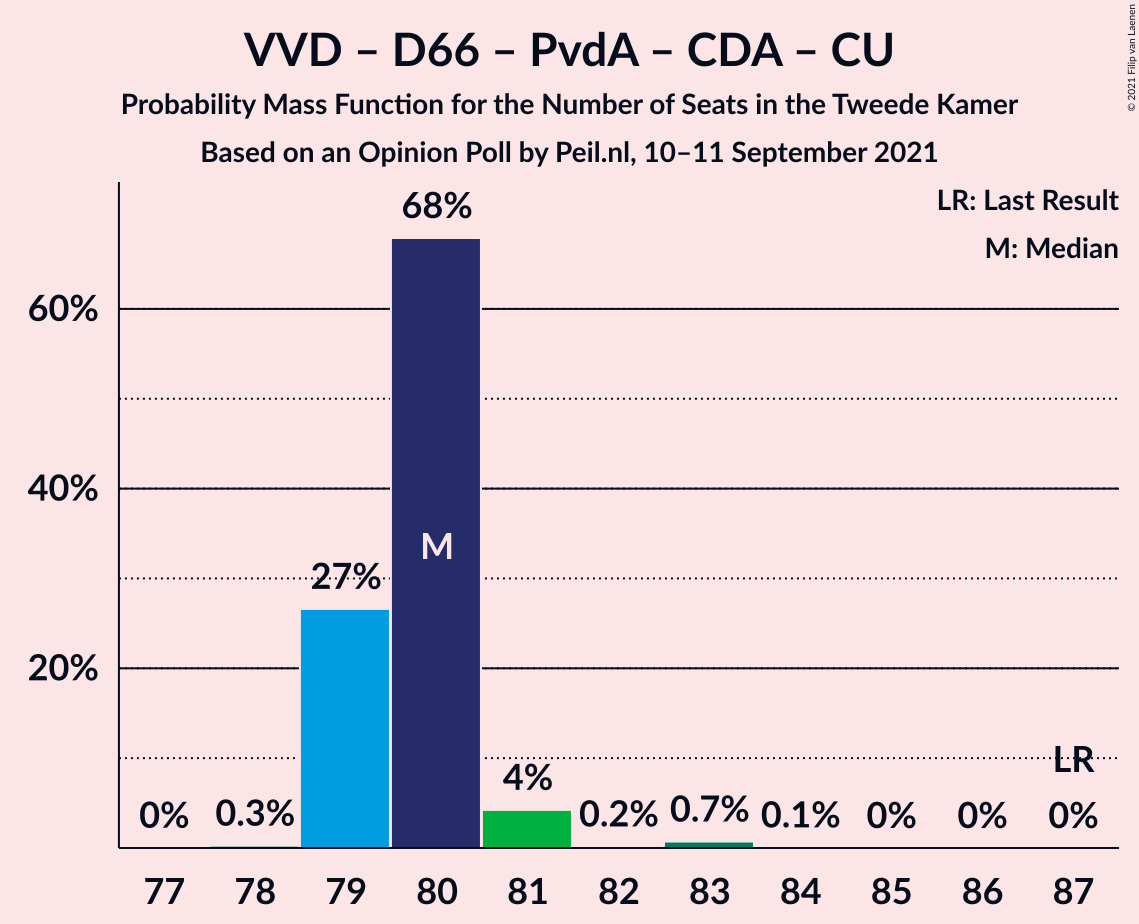 VVD – D66 – PvdA – CDA – CU
Probability Mass Function for the Number of Seats in the Tweede Kamer
Based on an Opinion Poll by Peil.nl, 10–11 September 2021
© 2021 Filip van Laenen
LR: Last Result
M: Median
60%
40%
20%
0%
0.3%
27%
68%
M
4%
0.2%
0.7%
0.1%
0%
0%
LR
0%
77 78 79 80 81 82 83 84 85 86 87